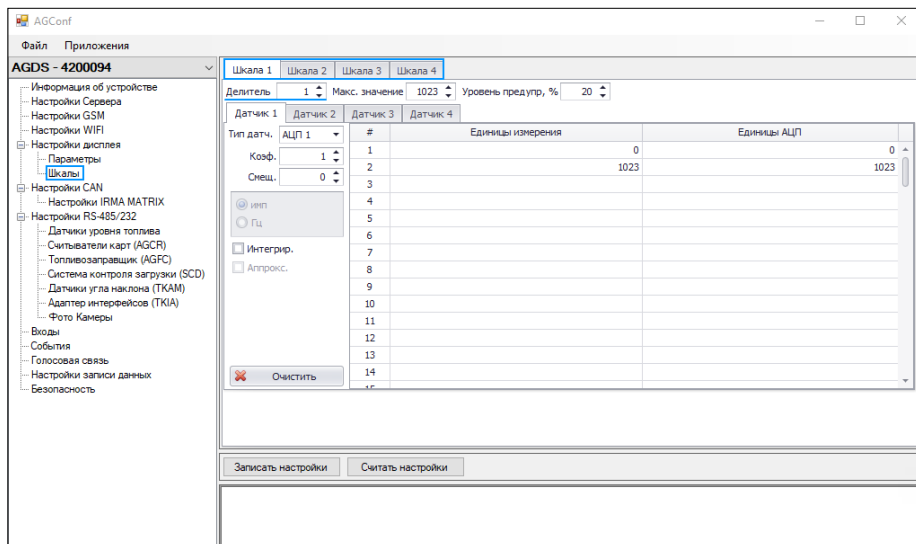 AGConf
Файл Приложения
AGDS - 4200094
Информация об устройстве
Настройки Сервера
Настройки GSM
Настройки WIFI
Настройки дисплея
Параметры
Шкалы
Настройки CAN
Настройки IRMA MATRIX
Настройки RS-485/232
Датчики уровня топлива
Считыватели карт (AGCR)
Топливозаправщик (AGFC)
Система контроля загрузки (SCD)
Датчики угла наклона (TKAM)
Адаптер интерфейсов (TKIA)
Фото Камеры
Входы
События
Голосовая связь
Настройки записи данных
Безопасность
Шкала 1 Шкала 2 Шкала 3 Шкала 4
Делитель 1 Макс. значение 1023 Уровень предупр, % 20
Датчик 1 Датчик 2 Датчик 3 Датчик 4
Тип датч. АЦП 1
Коэф. 1
Смещ. 0
имп
Гц
Интегрир.
Аппрокс.
Очистить
# Единицы измерения Единицы АЦП
1 0 0
2 1023 1023
3
4
5
6
7
8
9
10
11
12
13
14
15
Записать настройки Считать настройки